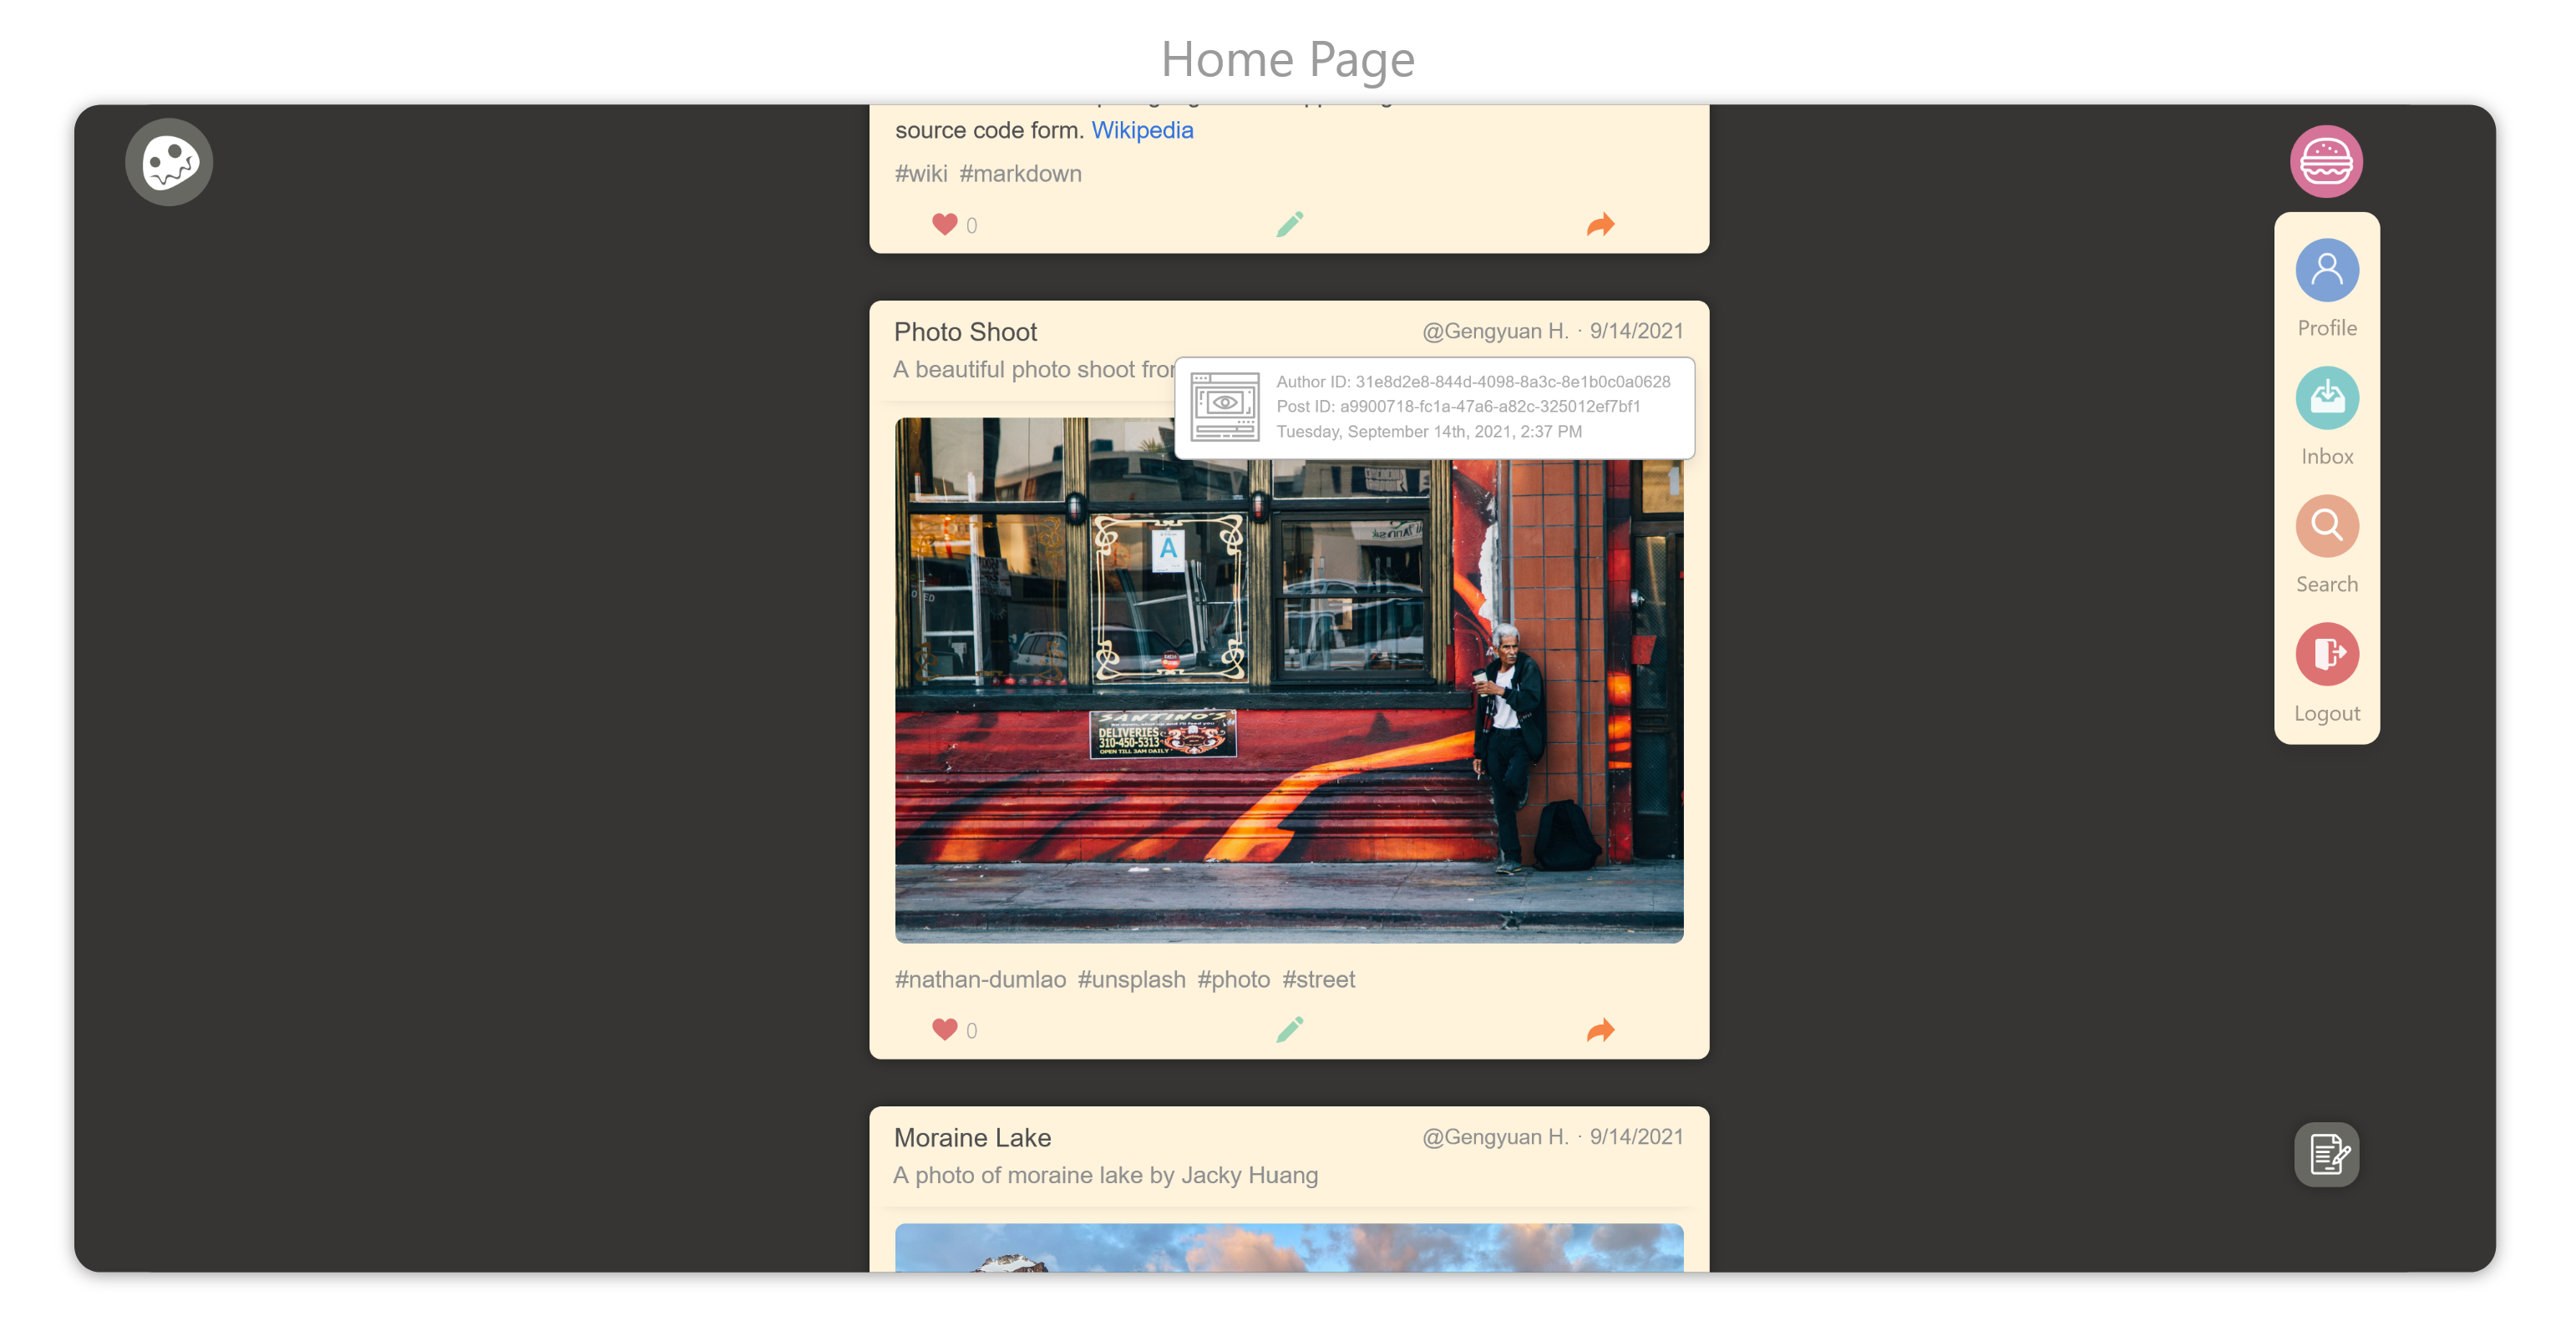 Home Page
source code form. Wikipedia
#wiki #markdown
0
Photo Shoot
@Gengyuan H. · 9/14/2021
A beautiful photo shoot
Author ID: 31e8d2e8-844d-4098-8a3c-8e1b0c0a0628
Post ID: a9900718-fc1a-47a6-a82c-325012ef7bf1
Tuesday, September 14th, 2021, 2:37 PM
A
SANTINO'S
DELIVERIES
310-450-5313
OPEN TILL 3AM DAILY
#nathan-dumlao #unsplash #photo #street
0
Moraine Lake
@Gengyuan H. · 9/14/2021
A photo of moraine lake by Jacky Huang
Profile
Inbox
Search
Logout